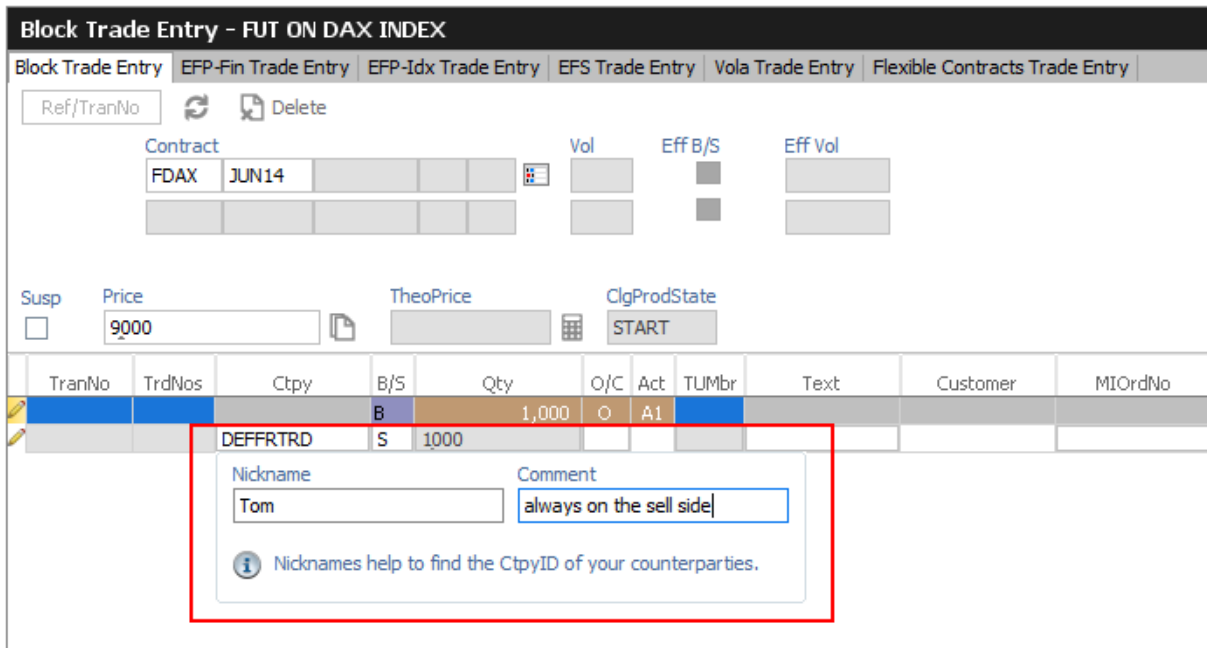 Block Trade Entry - FUT ON DAX INDEX
Block Trade Entry EFP-Fin Trade Entry EFP-Idx Trade Entry EFS Trade Entry Vola Trade Entry Flexible Contracts Trade Entry
Ref/TranNo Delete
Contract Vol Eff B/S Eff Vol
FDAX JUN14
Susp Price TheoPrice ClgProdState
9000 START
TranNo TrdNos Ctpy B/S Qty O/C Act TUMbr Text Customer MIOrdNo
B 1,000 O A1
DEFFRTRD S 1000
Nickname Comment
Tom always on the sell side
Nicknames help to find the CtpyID of your counterparties.